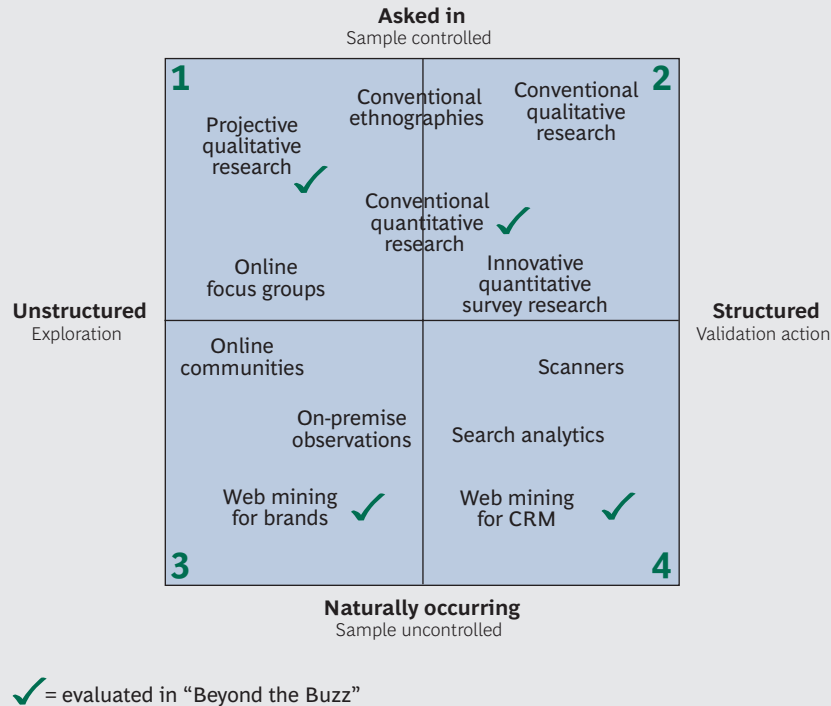 Asked in
Sample controlled
1
2
Conventional
ethnographies
Conventional
qualitative
research
Projective
qualitative
research
Conventional
quantitative
research
Online
focus groups
Innovative
quantitative
survey research
Unstructured
Exploration
Structured
Validation action
Online
communities
Scanners
On-premise
observations
Search analytics
Web mining
for brands
Web mining
for CRM
3
4
Naturally occurring
Sample uncontrolled
✓= evaluated in “Beyond the Buzz”